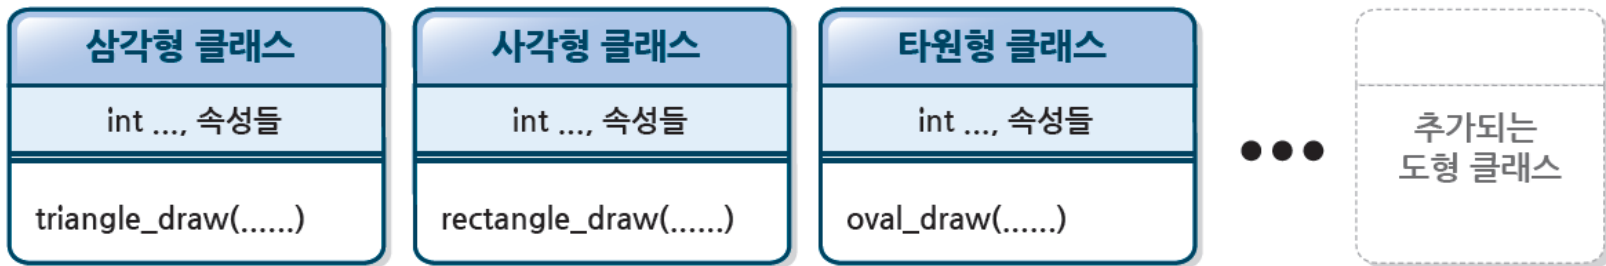 삼각형 클래스
int ..., 속성들
triangle_draw(......)
사각형 클래스
int ..., 속성들
rectangle_draw(......)
타원형 클래스
int ..., 속성들
oval_draw(......)
●●●
추가되는
도형 클래스